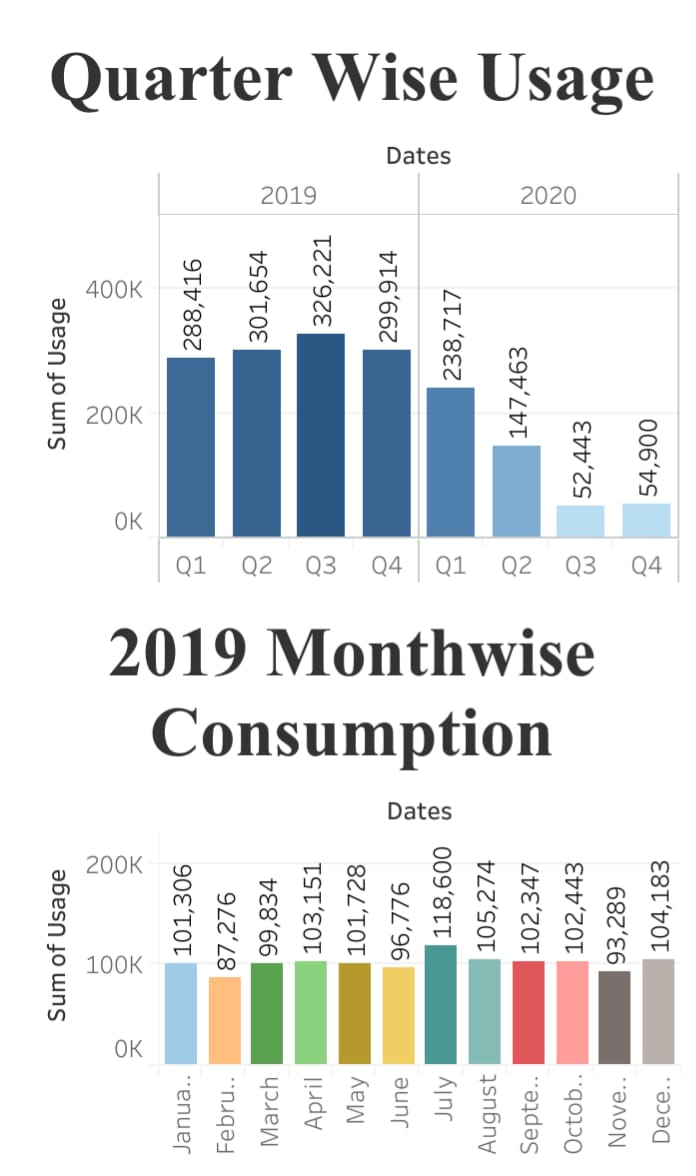 Quarter Wise Usage
Dates
2019 2020
Sum of Usage
400K
200K
0K
288,416 301,654 326,221 299,914 238,717 147,463 52,443 54,900
Q1 Q2 Q3 Q4 Q1 Q2 Q3 Q4
2019 Monthwise
Consumption
Dates
Sum of Usage
200K
100K
0K
101,306 87,276 99,834 103,151 101,728 96,776 118,600 105,274 102,347 102,443 93,289 104,183
Janua.. Febru.. March April May June July August Septe.. Octob.. Nove.. Dece..